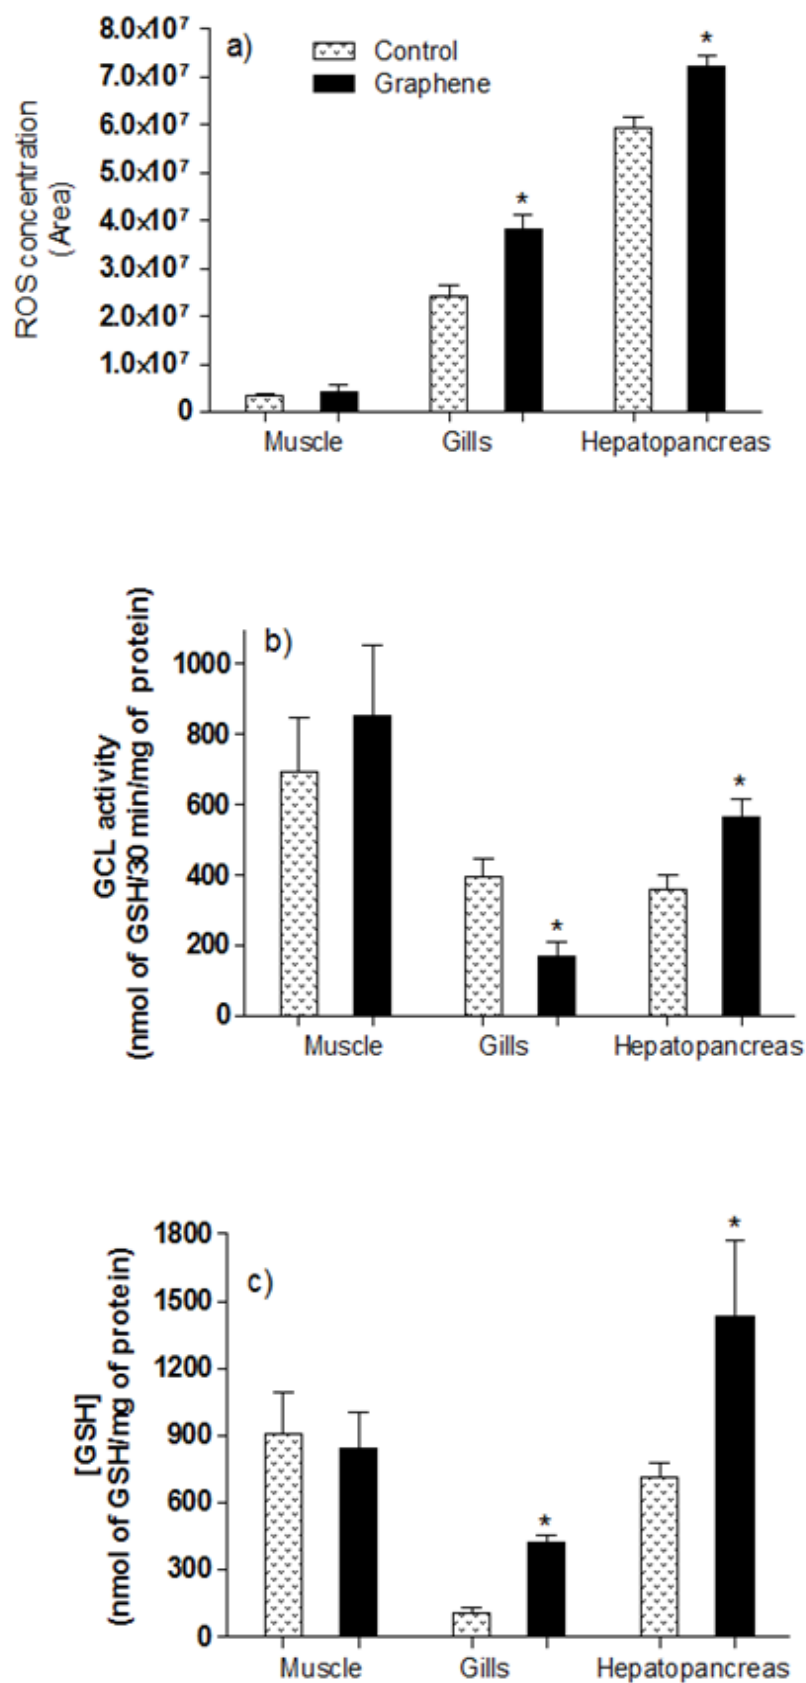 a)
Control
Graphene
ROS concentration
( Area)
8.0x10⁷
7.0x10⁷
6.0x10⁷
5.0x10⁷
4.0x10⁷
3.0x10⁷
2.0x10⁷
1.0x10⁷
0
*
*
Muscle Gills Hepatopancreas
b)
GCL activity
(nmol of GSH/30 min/mg of protein)
1000
800
600
400
200
0
*
*
Muscle Gills Hepatopancreas
c)
[GSH]
(nmol of GSH/mg of protein)
1800
1500
1200
900
600
300
0
*
*
Muscle Gills Hepatopancreas